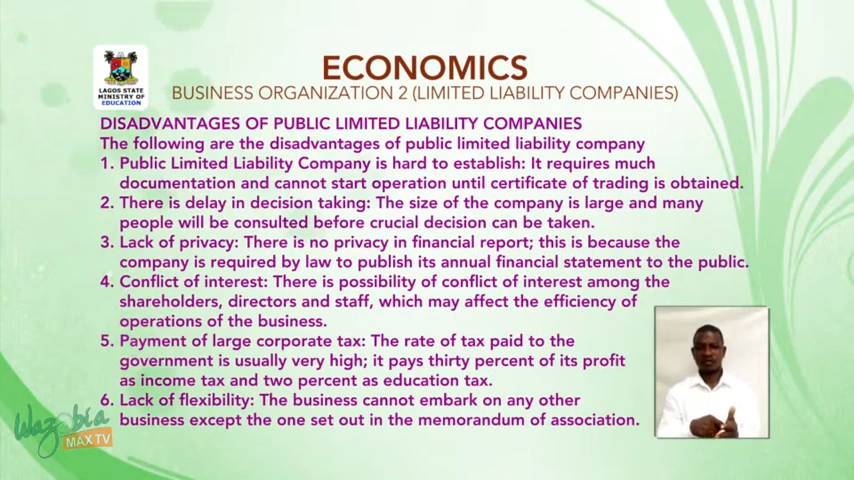 ECONOMICS
LAGOS STATE
MINISTRY OF
EDUCATION
BUSINESS ORGANIZATION 2 (LIMITED LIABILITY COMPANIES)
DISADVANTAGES OF PUBLIC LIMITED LIABILITY COMPANIES
The following are the disadvantages of public limited liability company
1. Public Limited Liability Company is hard to establish: It requires much
documentation and cannot start operation until certificate of trading is obtained.
2. There is delay in decision taking: The size of the company is large and many
people will be consulted before crucial decision can be taken.
3. Lack of privacy: There is no privacy in financial report; this is because the
company is required by law to publish its annual financial statement to the public.
4. Conflict of interest: There is possibility of conflict of interest among the
shareholders, directors and staff, which may affect the efficiency of
operations of the business.
5. Payment of large corporate tax: The rate of tax paid to the
government is usually very high; it pays thirty percent of its profit
as income tax and two percent as education tax.
6. Lack of flexibility: The business cannot embark on any other
business except the one set out in the memorandum of association.
Wazobia
MAX TV